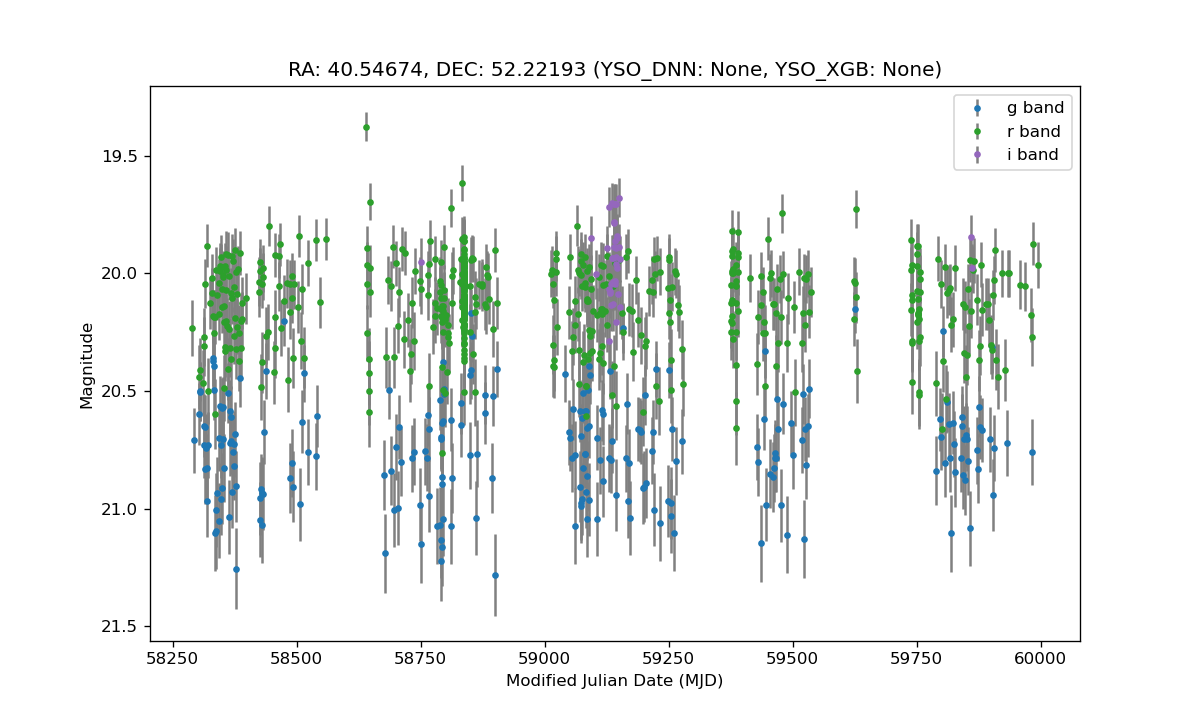 RA: 40.54674, DEC: 52.22193 (YSO_DNN: None, YSO_XGB: None)
g band
r band
i band
19.5
20.0
20.5
21.0
21.5
Magnitude
58250
58500
58750
59000
59250
59500
59750
60000
Modified Julian Date (MJD)